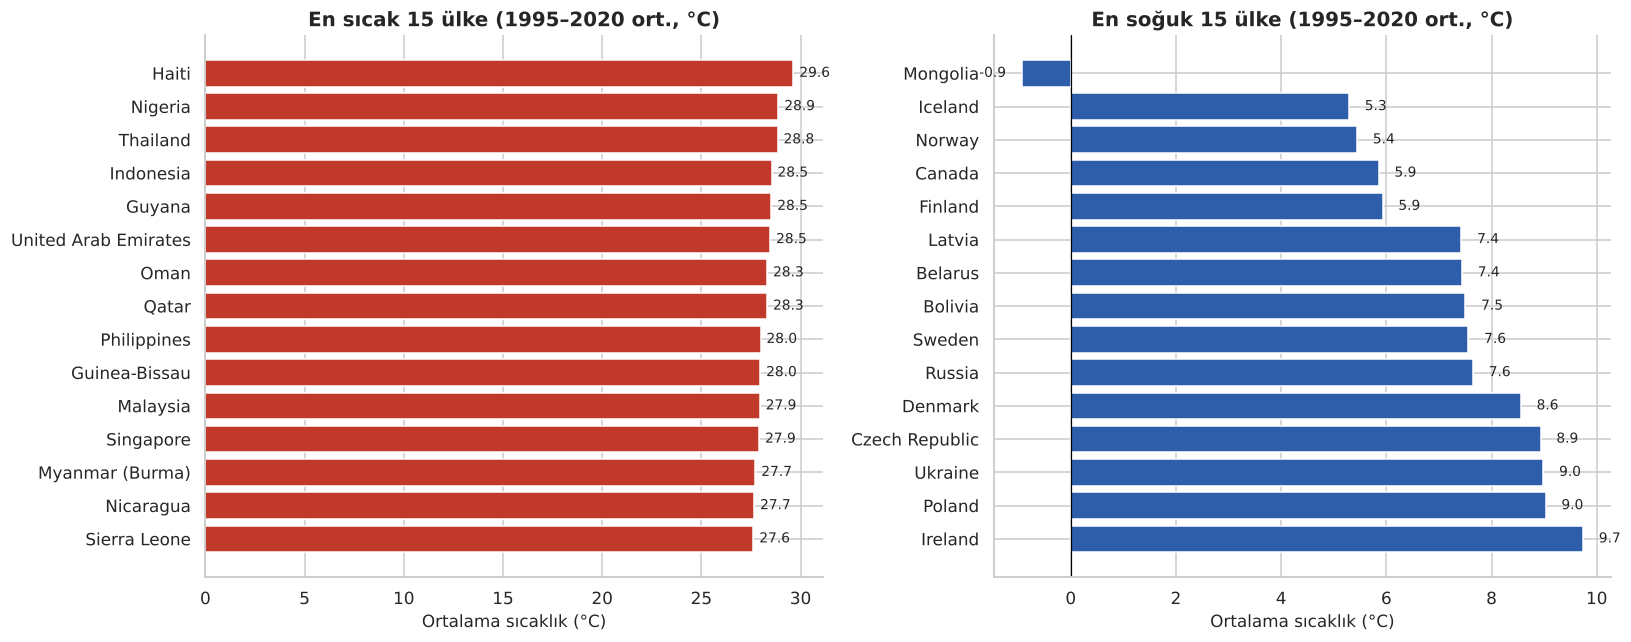 En sıcak 15 ülke (1995–2020 ort., °C)
Haiti 29.6
Nigeria 28.9
Thailand 28.8
Indonesia 28.5
Guyana 28.5
United Arab Emirates 28.5
Oman 28.3
Qatar 28.3
Philippines 28.0
Guinea-Bissau 28.0
Malaysia 27.9
Singapore 27.9
Myanmar (Burma) 27.7
Nicaragua 27.7
Sierra Leone 27.6
0 5 10 15 20 25 30
Ortalama sıcaklık (°C)
En soğuk 15 ülke (1995–2020 ort., °C)
Mongolia -0.9
Iceland 5.3
Norway 5.4
Canada 5.9
Finland 5.9
Latvia 7.4
Belarus 7.4
Bolivia 7.5
Sweden 7.6
Russia 7.6
Denmark 8.6
Czech Republic 8.9
Ukraine 9.0
Poland 9.0
Ireland 9.7
0 2 4 6 8 10
Ortalama sıcaklık (°C)